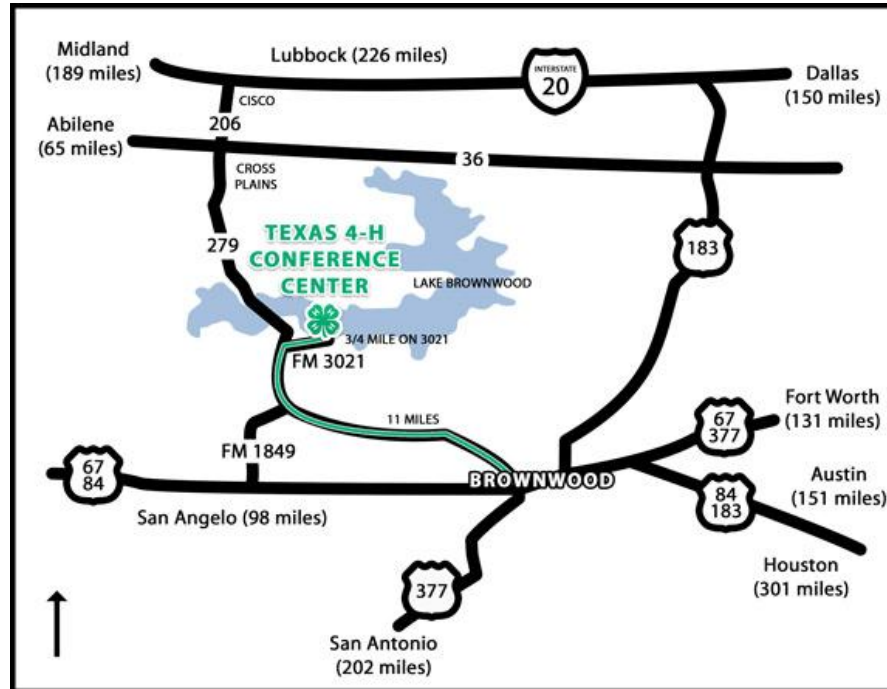 Midland
(189 miles)
Lubbock (226 miles)
INTERSTATE
20
Dallas
(150 miles)
CISCO
206
Abilene
(65 miles)
36
CROSS
PLAINS
279
TEXAS 4-H
CONFERENCE
CENTER
183
LAKE BROWNWOOD
H H H H
3/4 MILE ON 3021
FM 3021
11 MILES
FM 1849
Fort Worth
(131 miles)
67
377
67
84
BROWNWOOD
Austin
(151 miles)
84
183
San Angelo (98 miles)
Houston
(301 miles)
377
San Antonio
(202 miles)